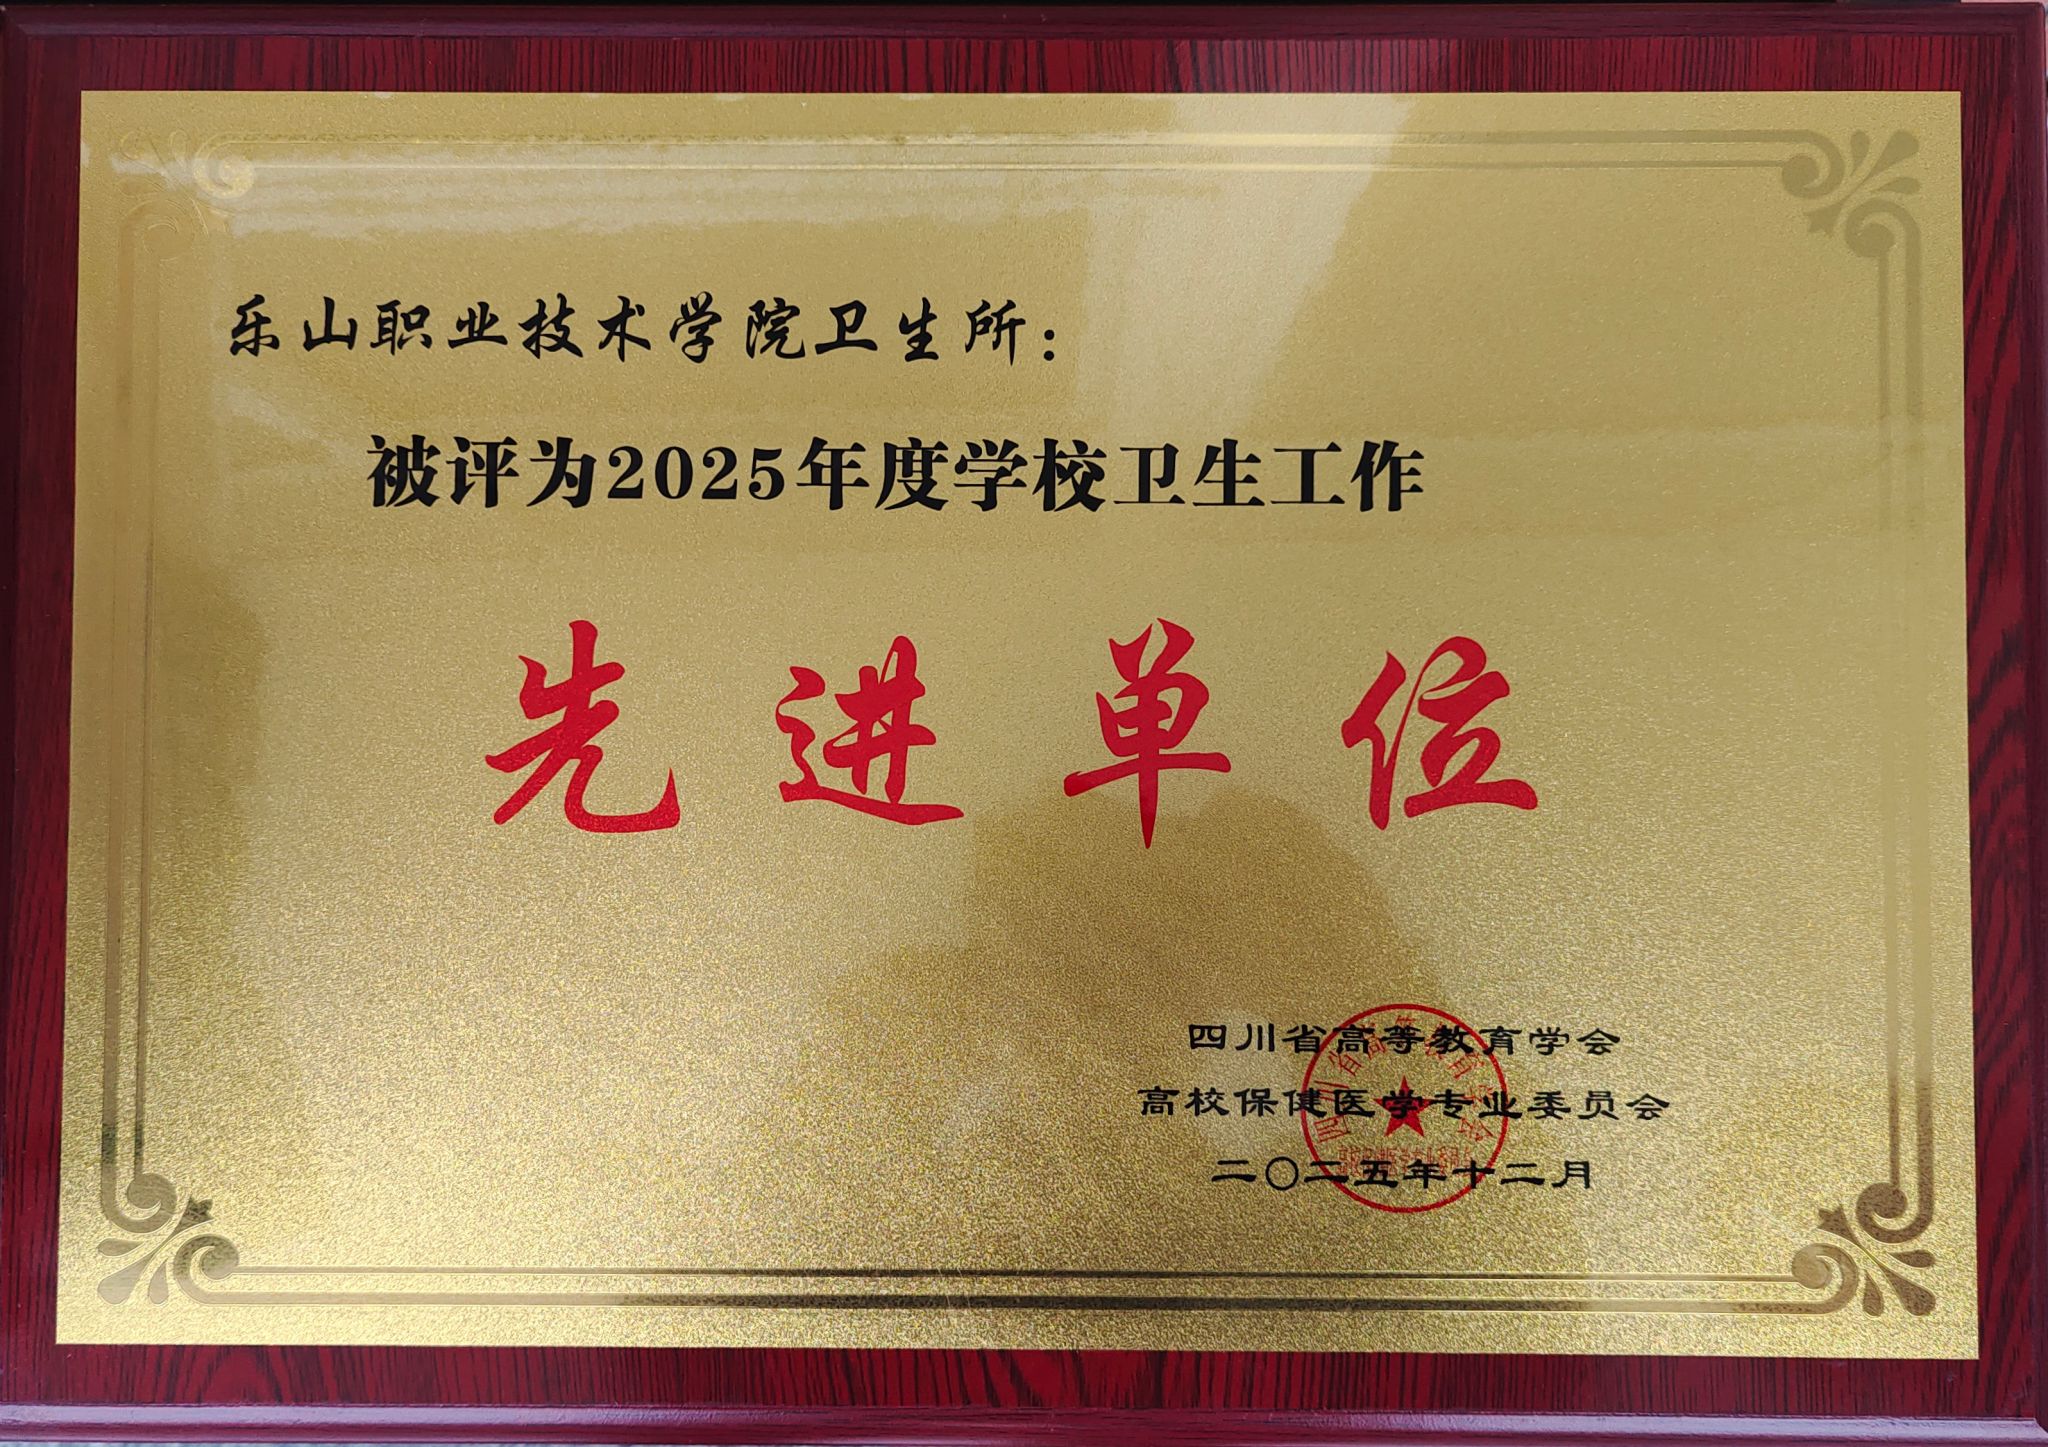 乐山职业技术学院卫生所：
被评为2025年度学校卫生工作
先进单位
四川省高等教育学会
高校保健医学专业委员会
二〇二五年十二月